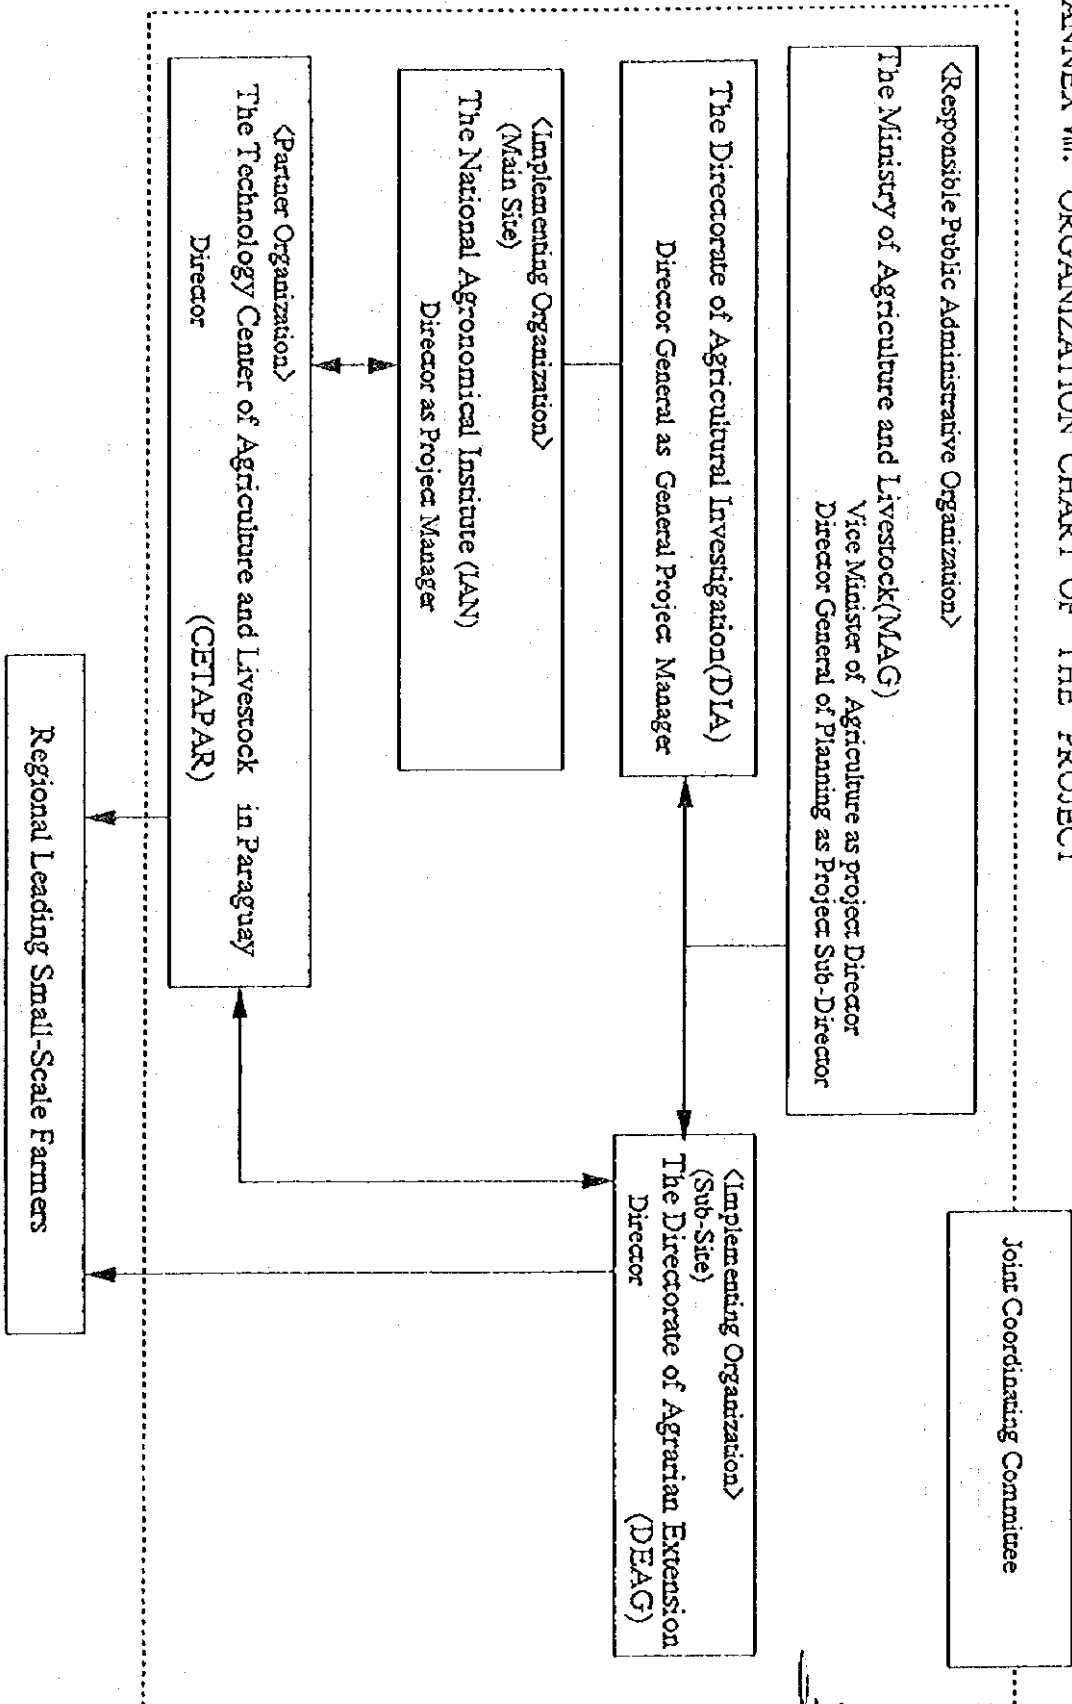 ANNEX Ⅷ. ORGANIZATION CHART OF THE PROJECT
Joint Coordinating Committee
〈Responsible Public Administrative Organization〉
The Ministry of Agriculture and Livestock(MAG)
Vice Minister of Agriculture as project Director
Director General of Planning as Project Sub-Director
The Directorate of Agricultural Investigation(DIA)
Director General as General Project Manager
〈Implementing Organization〉
(Sub-Site)
The Directorate of Agrarian Extension
Director
(DEAG)
〈Implementing Organization〉
(Main Site)
The National Agronomical Institute (IAN)
Director as Project Manager
〈Partner Organization〉
The Technology Center of Agriculture and Livestock in Paraguay
Director
(CETAPAR)
Regional Leading Small-Scale Farmers